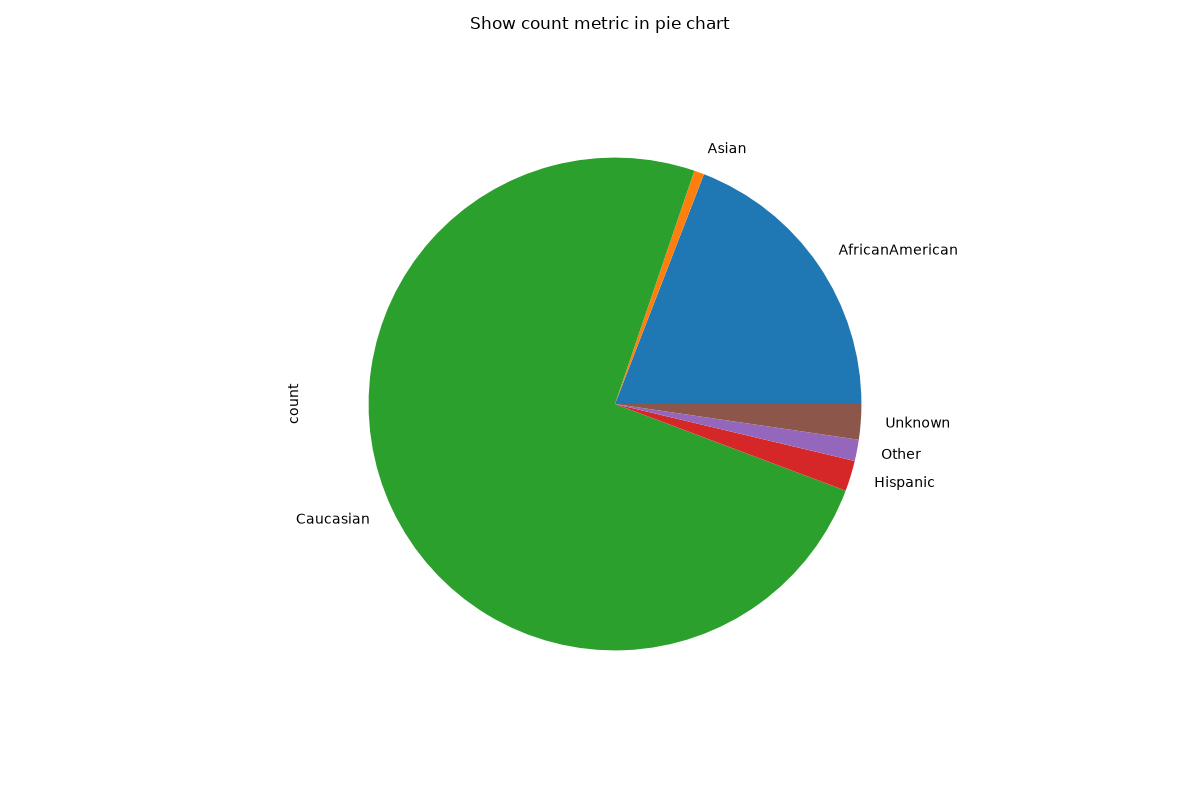 Show count metric in pie chart
Asian
AfricanAmerican
count
Unknown
Other
Hispanic
Caucasian